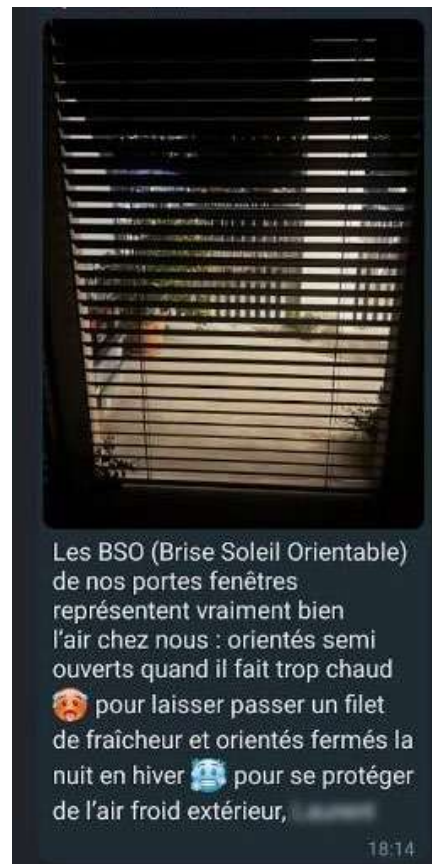 Les BSO (Brise Soleil Orientable)
de nos portes fenêtres
représentent vraiment bien
l'air chez nous : orientés semi
ouverts quand il fait trop chaud
🥵 pour laisser passer un filet
de fraîcheur et orientés fermés la
nuit en hiver 🥶 pour se protéger
de l'air froid extérieur,
18:14